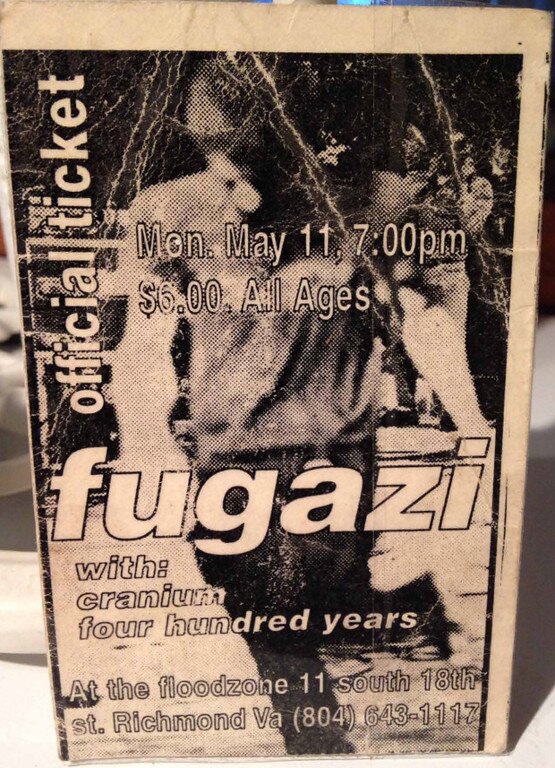 official ticket
Mon. May 11, 7:00pm
$6.00. All Ages
fugazi
with:
cranium
four hundred years
At the floodzone 11 south 18th
st. Richmond Va (804) 643-1117